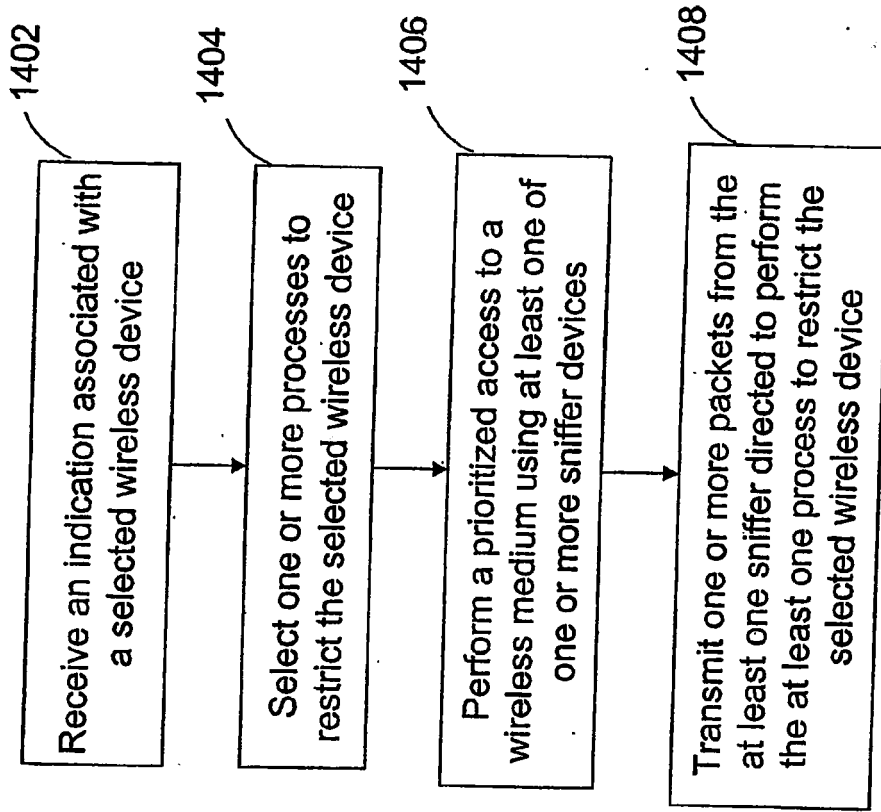 1402
Receive an indication associated with
a selected wireless device
1404
Select one or more processes to
restrict the selected wireless device
1406
Perform a prioritized access to a
wireless medium using at least one of
one or more sniffer devices
1408
Transmit one or more packets from the
at least one sniffer directed to perform
the at least one process to restrict the
selected wireless device